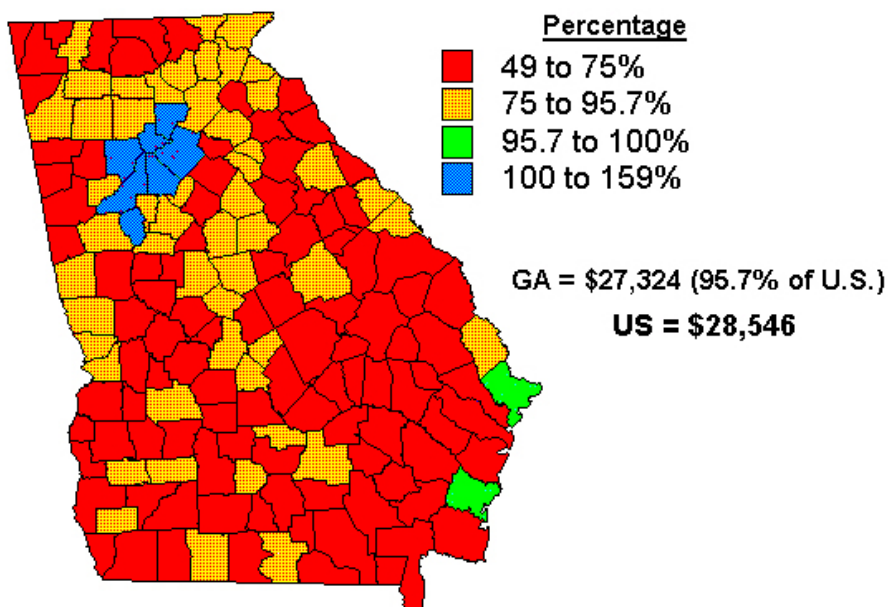 Percentage
49 to 75%
75 to 95.7%
95.7 to 100%
100 to 159%
GA = $27,324 (95.7% of U.S.)
US = $28,546